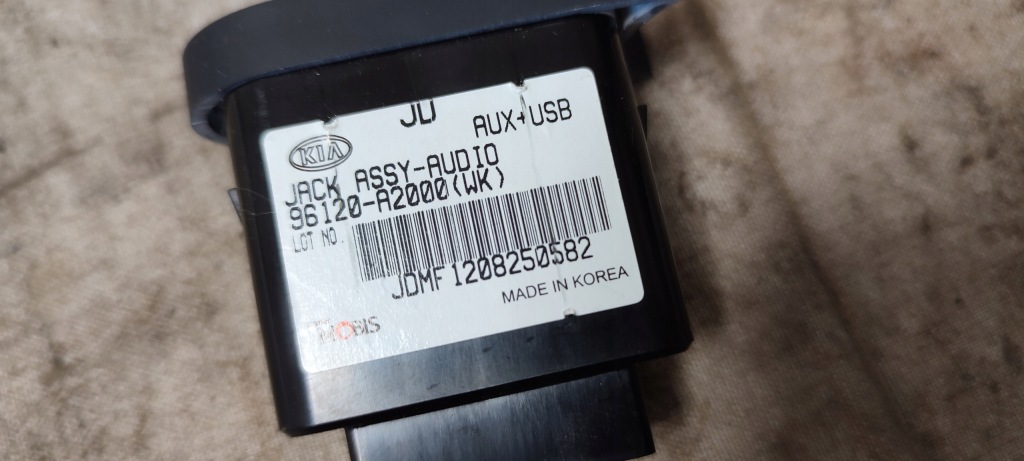 JD
AUX+USB
KIA
JACK ASSY-AUDIO
96120-A2000(WK)
LOT NO.
JDMF1208250582
MADE IN KOREA
MOBIS